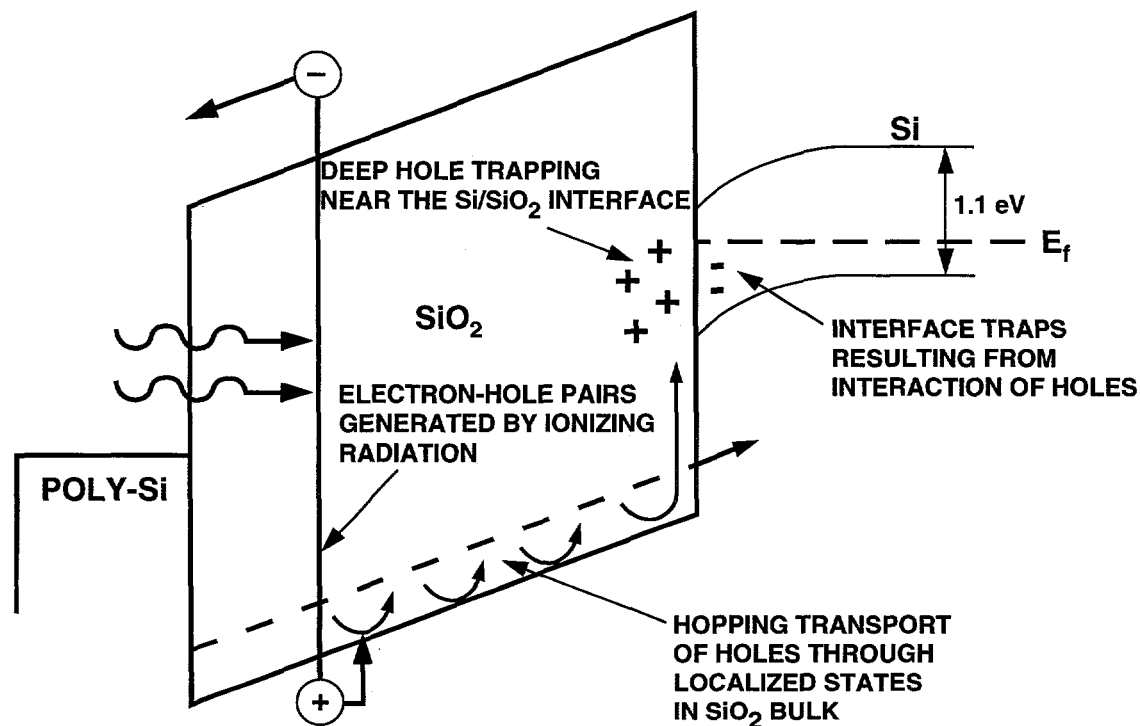 −
Si
DEEP HOLE TRAPPING
NEAR THE Si/SiO₂ INTERFACE
1.1 eV
E_f
+
+
+
+
-
-
SiO₂
INTERFACE TRAPS
RESULTING FROM
INTERACTION OF HOLES
ELECTRON-HOLE PAIRS
GENERATED BY IONIZING
RADIATION
POLY-Si
HOPPING TRANSPORT
OF HOLES THROUGH
LOCALIZED STATES
IN SiO₂ BULK
+